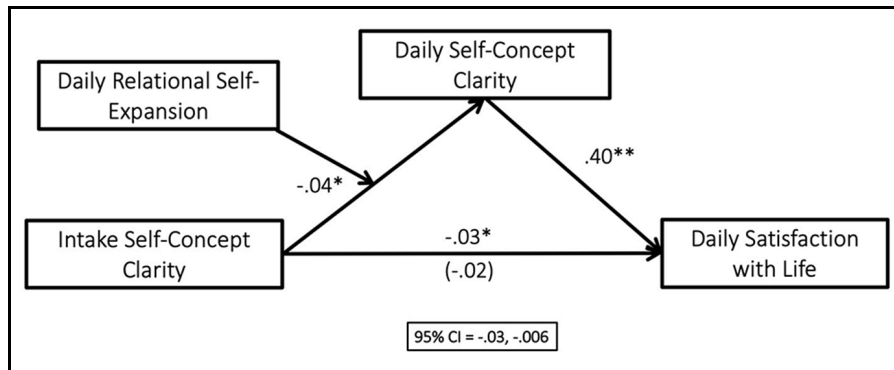 Daily Self-Concept
Clarity
Daily Relational Self-
Expansion
-.04*
.40**
Intake Self-Concept
Clarity
-.03*
(-.02)
Daily Satisfaction
with Life
95% CI = -.03, -.006